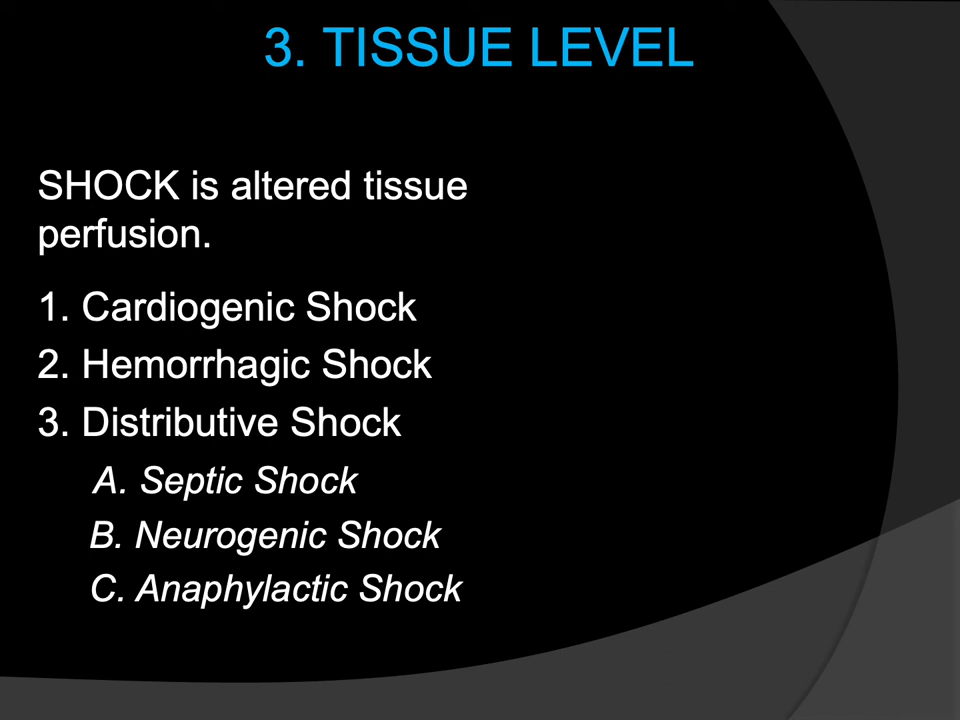 3. TISSUE LEVEL
SHOCK is altered tissue
perfusion.
1. Cardiogenic Shock
2. Hemorrhagic Shock
3. Distributive Shock
A. Septic Shock
B. Neurogenic Shock
C. Anaphylactic Shock